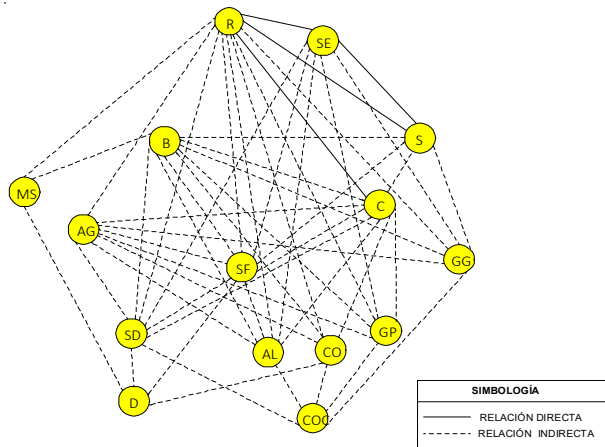 R
SE
S
B
MS
C
AG
GG
SF
SD
GP
CO
AL
D
COC
SIMBOLOGÍA
RELACIÓN DIRECTA
RELACIÓN INDIRECTA